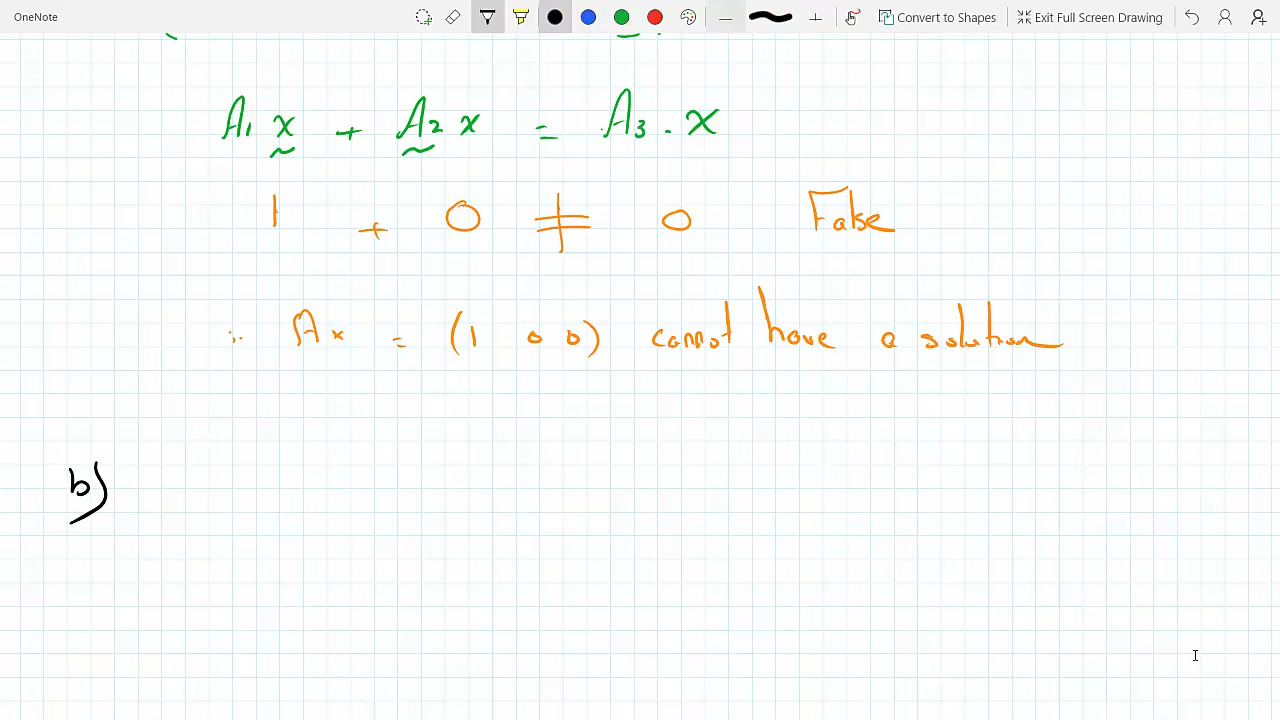 OneNote
Convert to Shapes
Exit Full Screen Drawing
A1 x + A2 x = A3 . x
1 + 0 ≠ 0 False
∴ Ax = (1 0 0) cannot have a solution
b)